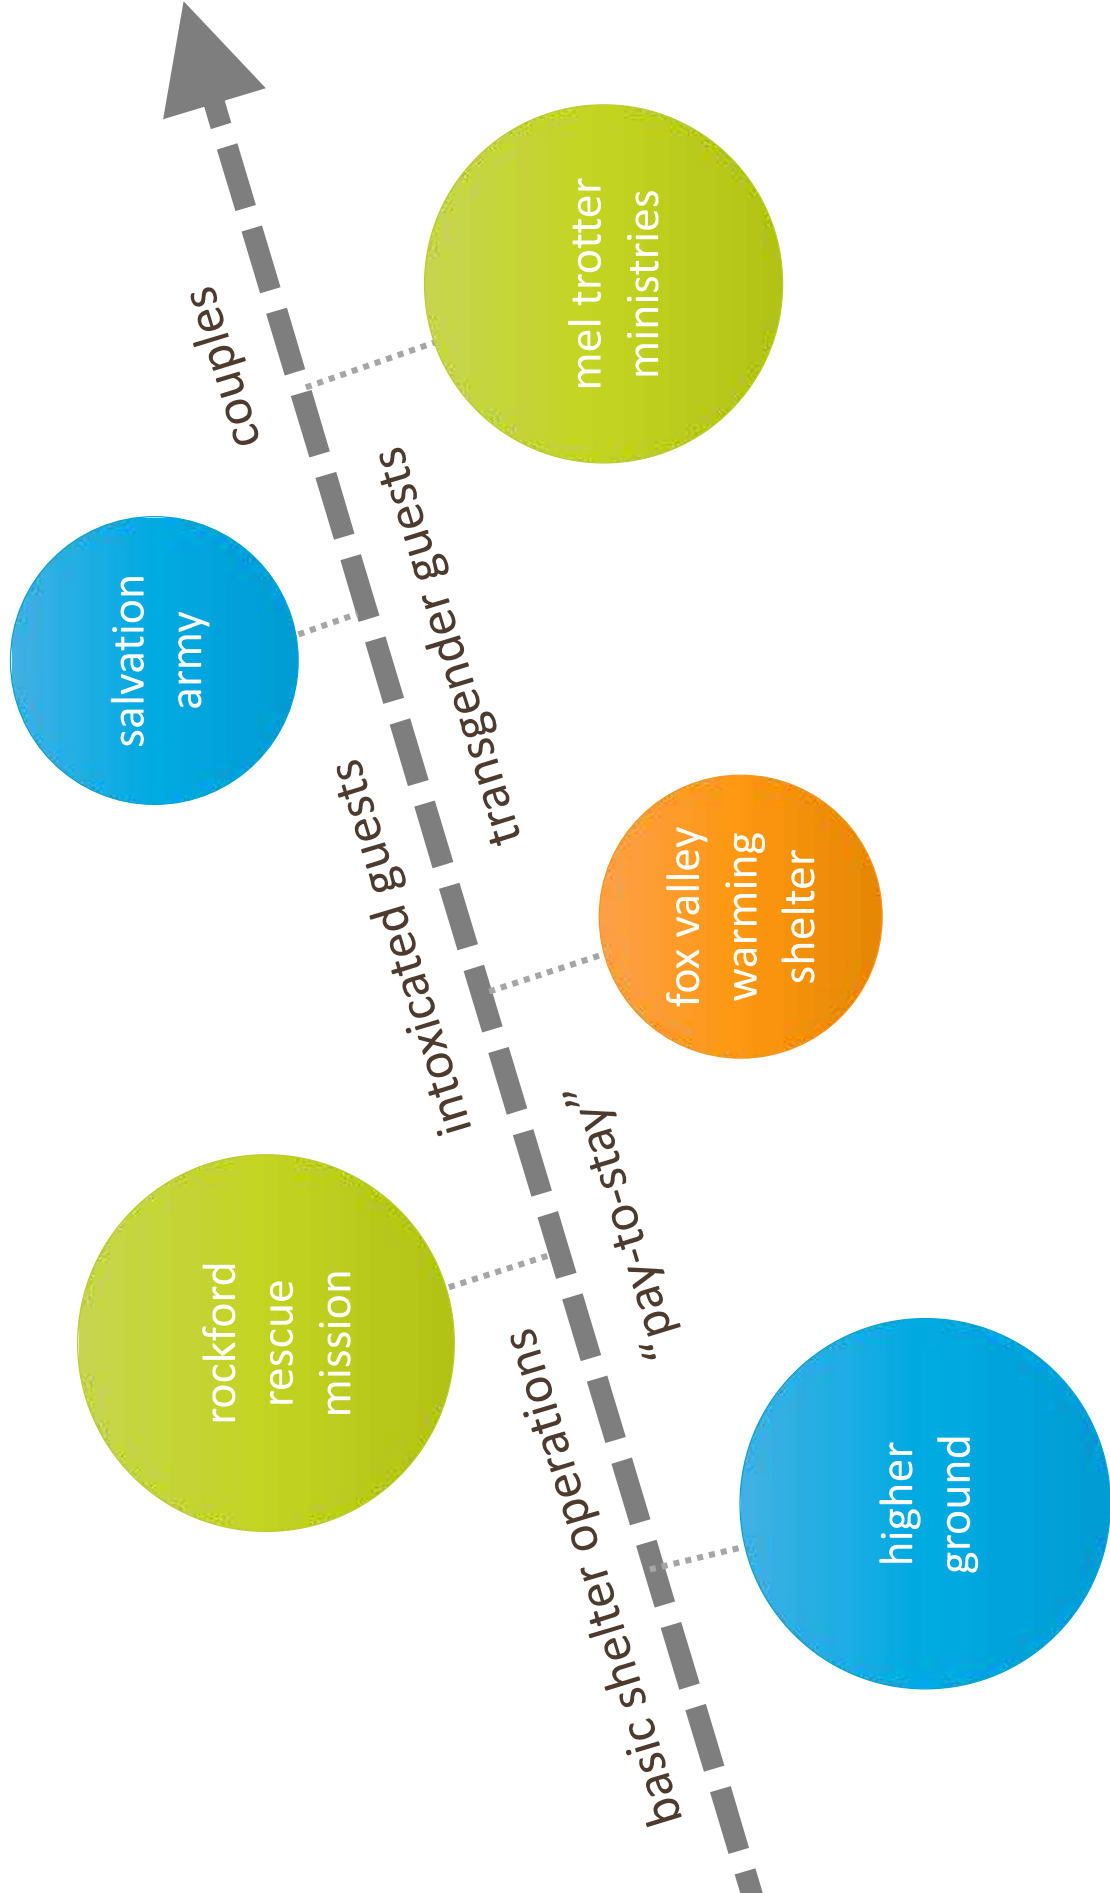 basic shelter operations
higher
ground
"pay-to-stay"
rockford
rescue
mission
intoxicated guests
fox valley
warming
shelter
transgender guests
salvation
army
couples
mel trotter
ministries